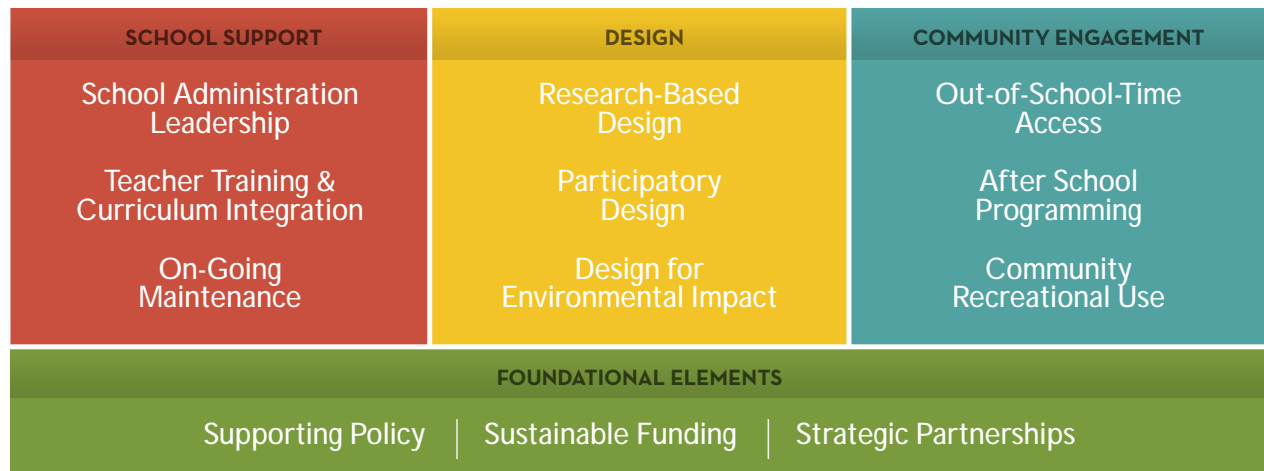 SCHOOL SUPPORT
School Administration
Leadership
Teacher Training &
Curriculum Integration
On-Going
Maintenance
DESIGN
Research-Based
Design
Participatory
Design
Design for
Environmental Impact
COMMUNITY ENGAGEMENT
Out-of-School-Time
Access
After School
Programming
Community
Recreational Use
FOUNDATIONAL ELEMENTS
Supporting Policy | Sustainable Funding | Strategic Partnerships